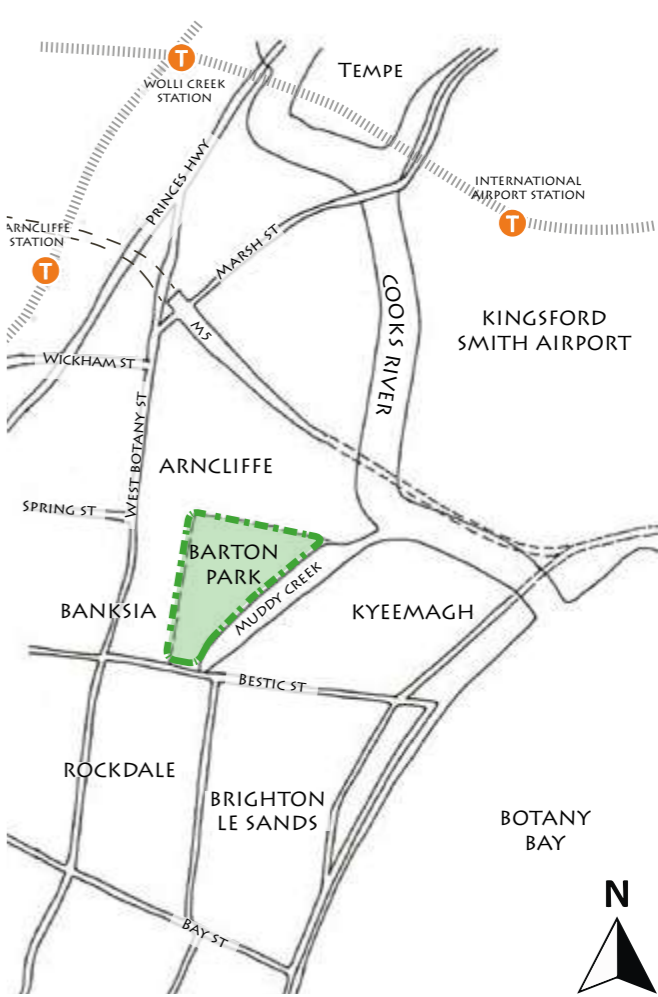 TEMPE
T
WOLLI CREEK
STATION
PRINCES HWY
INTERNATIONAL
AIRPORT STATION
T
ARNCLIFFE
STATION
T
MARSH ST
COOKS RIVER
KINGSFORD
SMITH AIRPORT
M5
WICKHAM ST
WEST BOTANY ST
ARNCLIFFE
SPRING ST
BARTON
PARK
MUDDY CREEK
BANKSIA
KYEEMAGH
BESTIC ST
ROCKDALE
BRIGHTON
LE SANDS
BOTANY
BAY
N
BAY ST